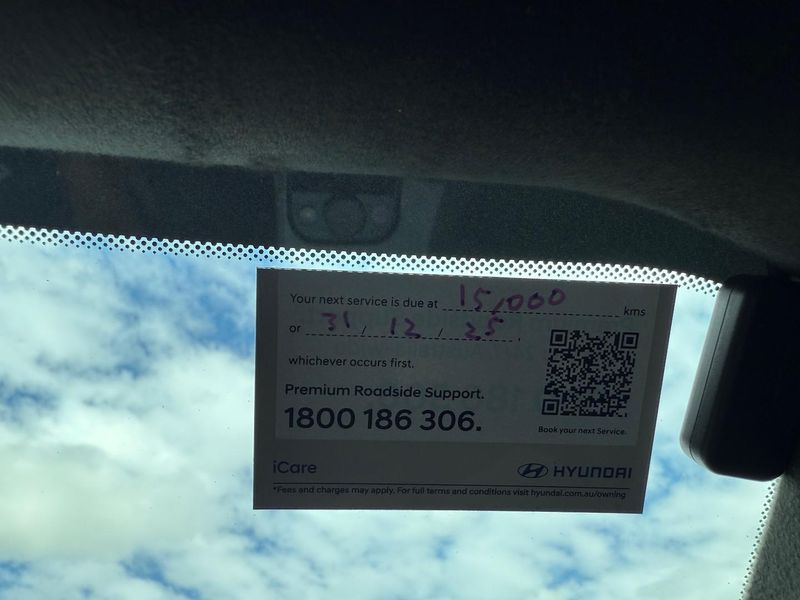 Your next service is due at 15,000 kms
or 31 / 12 / 25.
whichever occurs first.
Premium Roadside Support.
1800 186 306.
Book your next Service.
iCare
HYUNDAI
*Fees and charges may apply. For full terms and conditions visit hyundai.com.au/owning